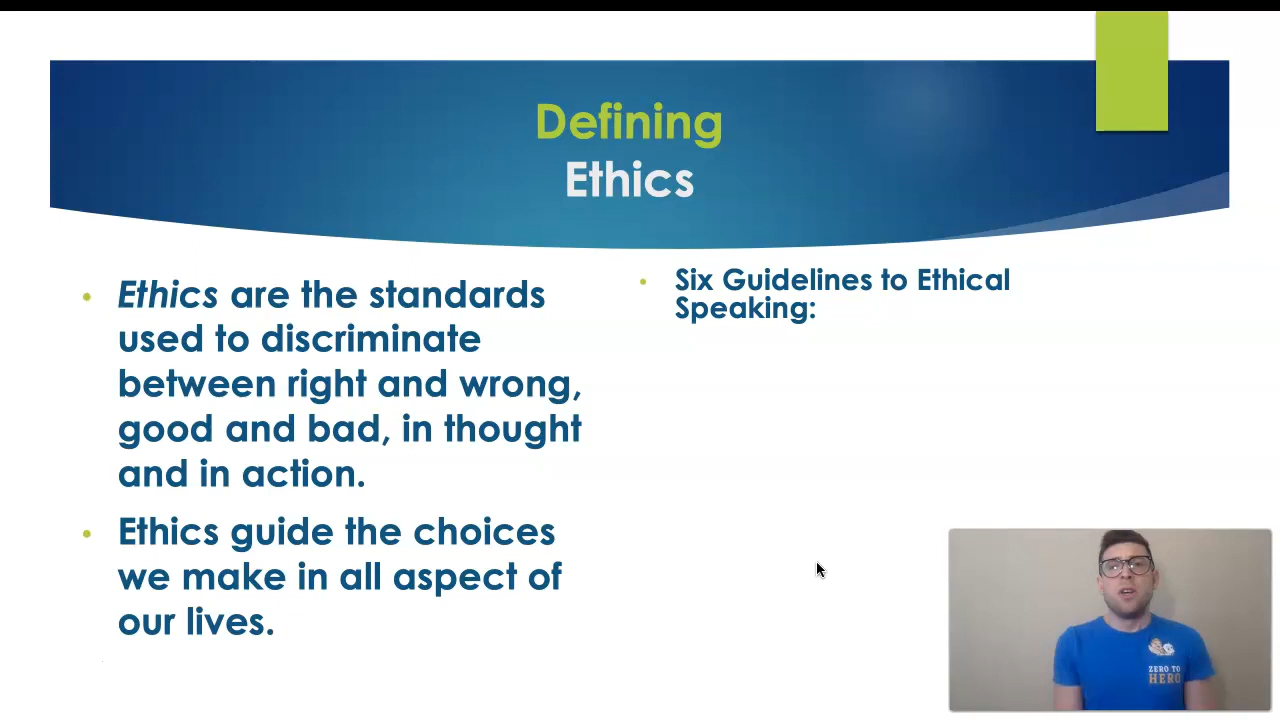 Defining
Ethics
• Ethics are the standards
used to discriminate
between right and wrong,
good and bad, in thought
and in action.
• Ethics guide the choices
we make in all aspect of
our lives.
• Six Guidelines to Ethical
Speaking:
ZERO TO
HERO